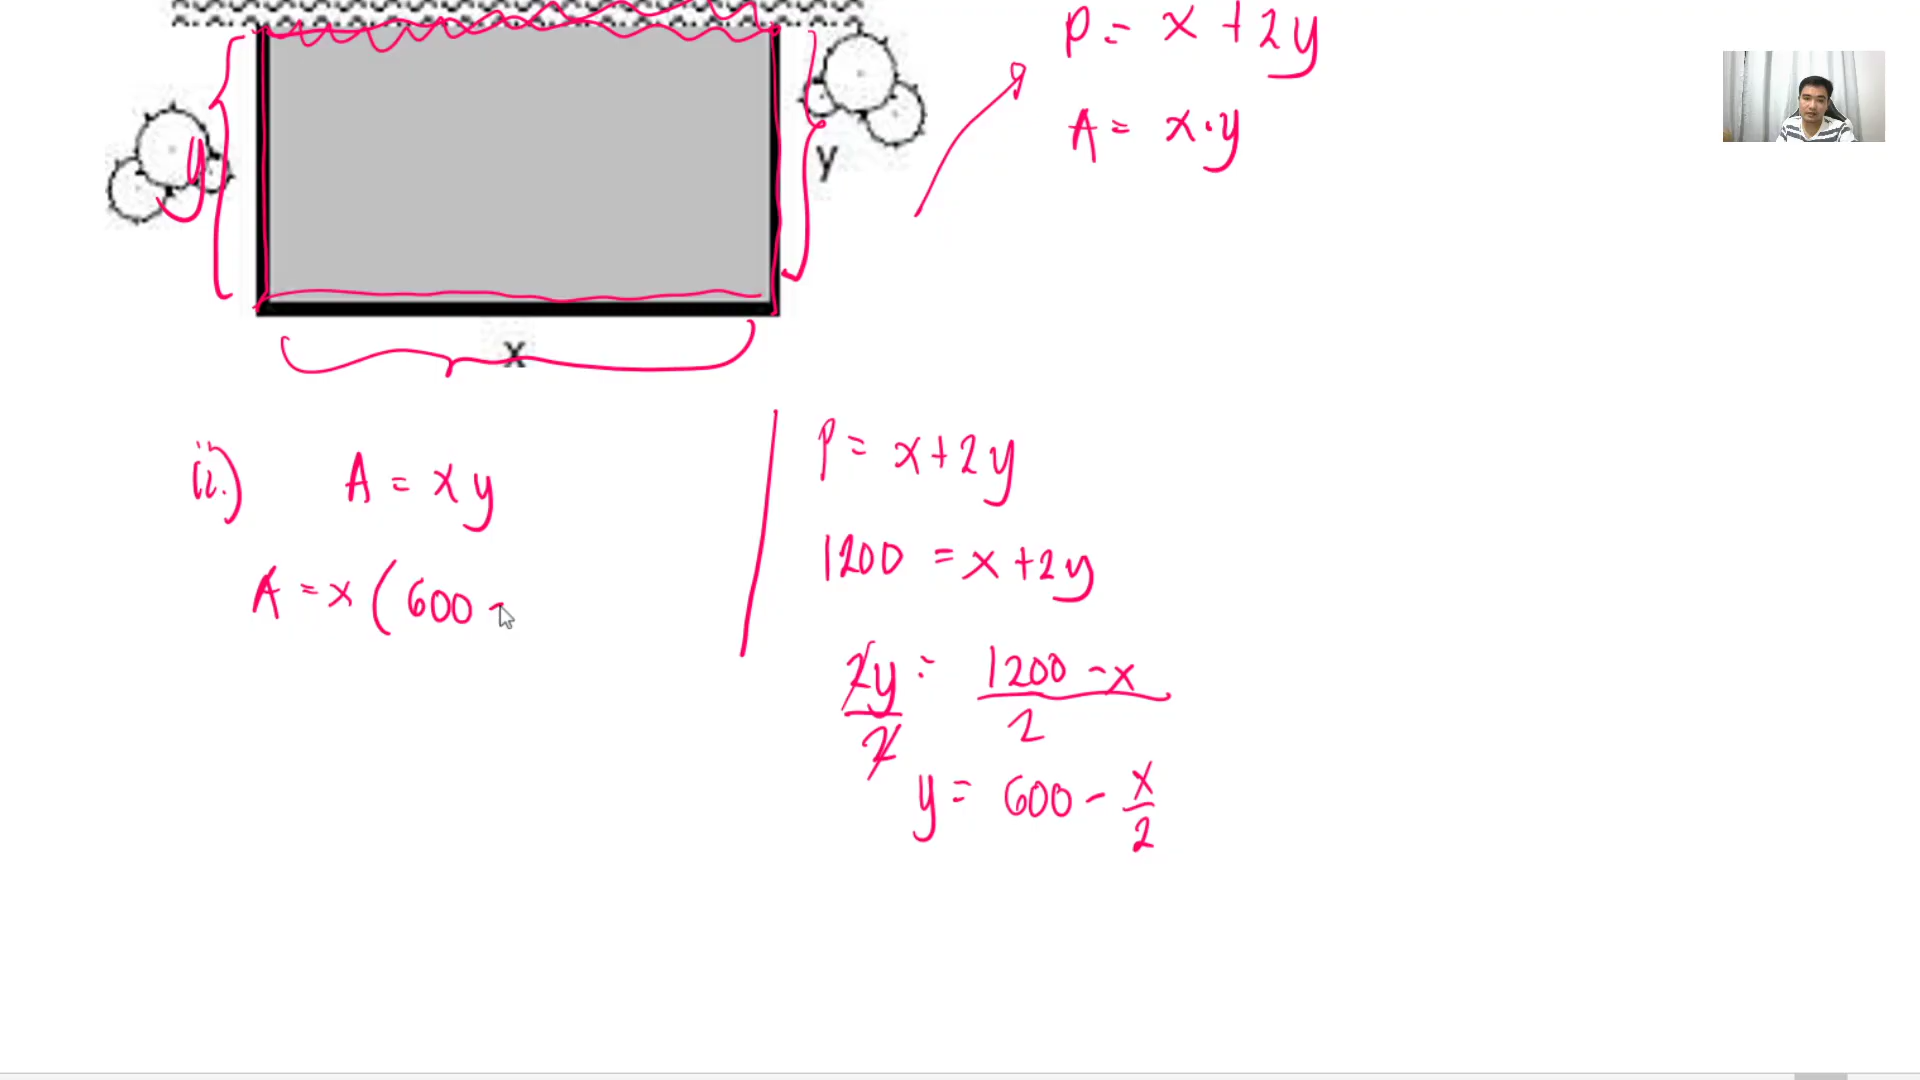 P = x + 2y
A = x · y
y
y
x
ii.) A = xy
A = x ( 600 -
P = x + 2y
1200 = x + 2y
2y/2 = 1200 - x/2
y = 600 - x/2